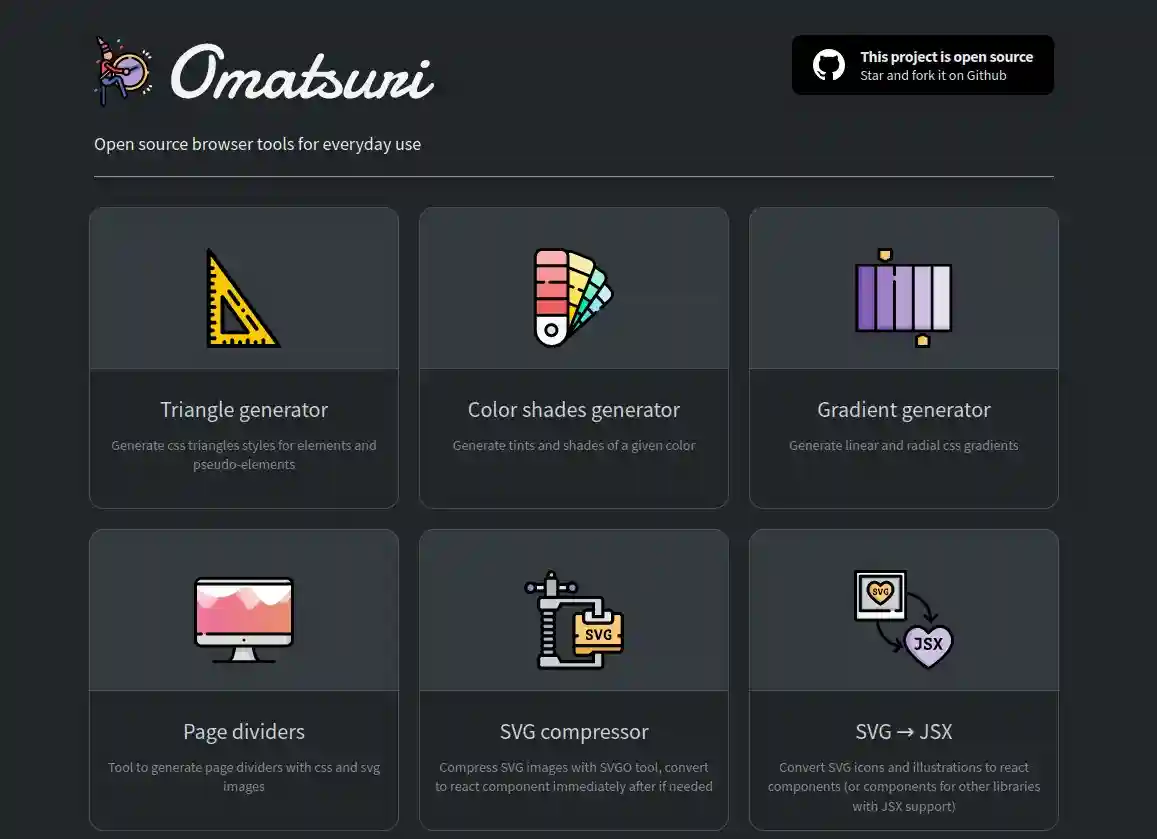 Omatsuri
This project is open source
Star and fork it on Github
Open source browser tools for everyday use
Triangle generator
Generate css triangles styles for elements and
pseudo-elements
Color shades generator
Generate tints and shades of a given color
Gradient generator
Generate linear and radial css gradients
SVG
SVG
JSX
Page dividers
Tool to generate page dividers with css and svg
images
SVG compressor
Compress SVG images with SVGO tool, convert
to react component immediately after if needed
SVG → JSX
Convert SVG icons and illustrations to react
components (or components for other libraries
with JSX support)